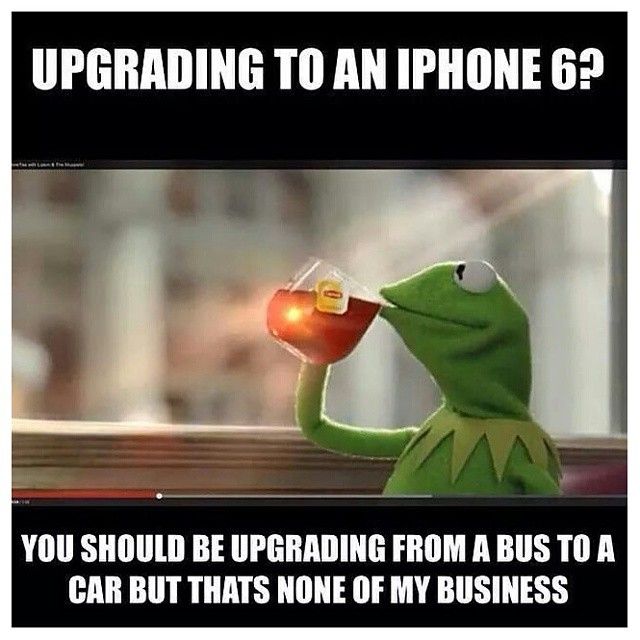 UPGRADING TO AN IPHONE 6?
YOU SHOULD BE UPGRADING FROM A BUS TO A
CAR BUT THATS NONE OF MY BUSINESS